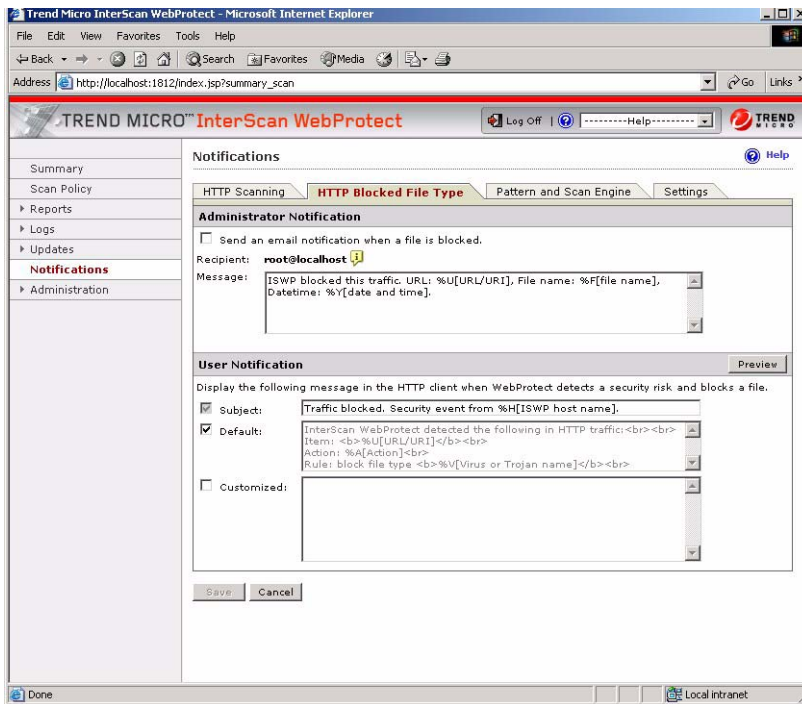 Trend Micro InterScan WebProtect - Microsoft Internet Explorer
File Edit View Favorites Tools Help
Back Search Favorites Media
Address http://localhost:1812/index.jsp?summary_scan Go Links
TREND MICRO™ InterScan WebProtect Log Off | ---------Help--------- TREND MICRO
Notifications Help
Summary
Scan Policy
Reports
Logs
Updates
Notifications
Administration
HTTP Scanning HTTP Blocked File Type Pattern and Scan Engine Settings
Administrator Notification
Send an email notification when a file is blocked.
Recipient: root@localhost
Message: ISWP blocked this traffic. URL: %U[URL/URI], File name: %F[file name],
Datetime: %Y[date and time].
User Notification Preview
Display the following message in the HTTP client when WebProtect detects a security risk and blocks a file.
Subject: Traffic blocked. Security event from %H[ISWP host name].
Default: InterScan WebProtect detected the following in HTTP traffic:<br><br>
Item: <b>%U[URL/URI]</b><br>
Action: %A[Action]<br>
Rule: block file type <b>%V[Virus or Trojan name]</b><br>
Customized:
Save Cancel
Done Local intranet